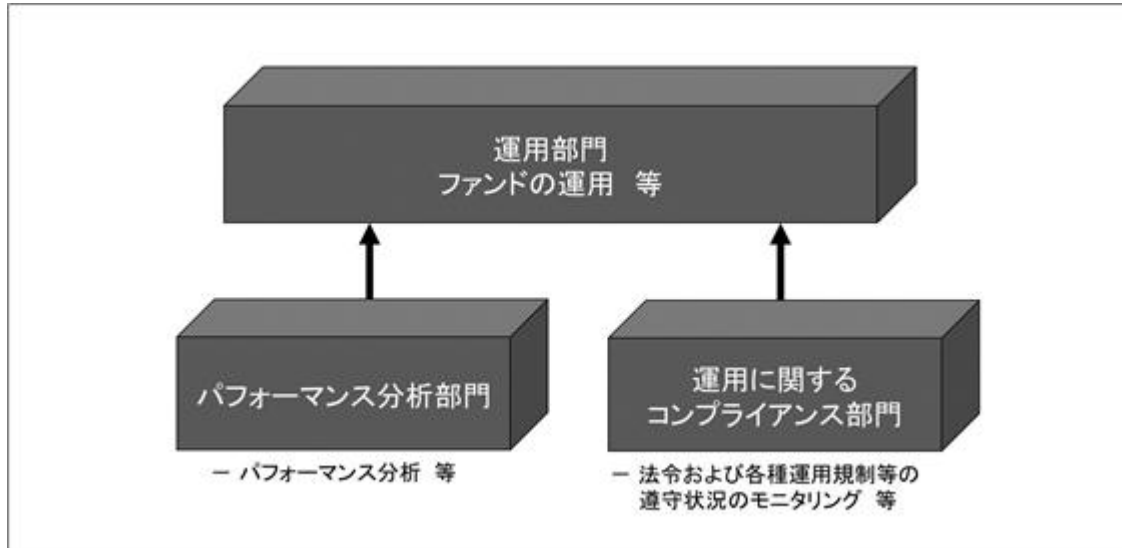 運用部門
ファンドの運用 等
パフォーマンス分析部門
－ パフォーマンス分析 等
運用に関する
コンプライアンス部門
－ 法令および各種運用規制等の
遵守状況のモニタリング 等